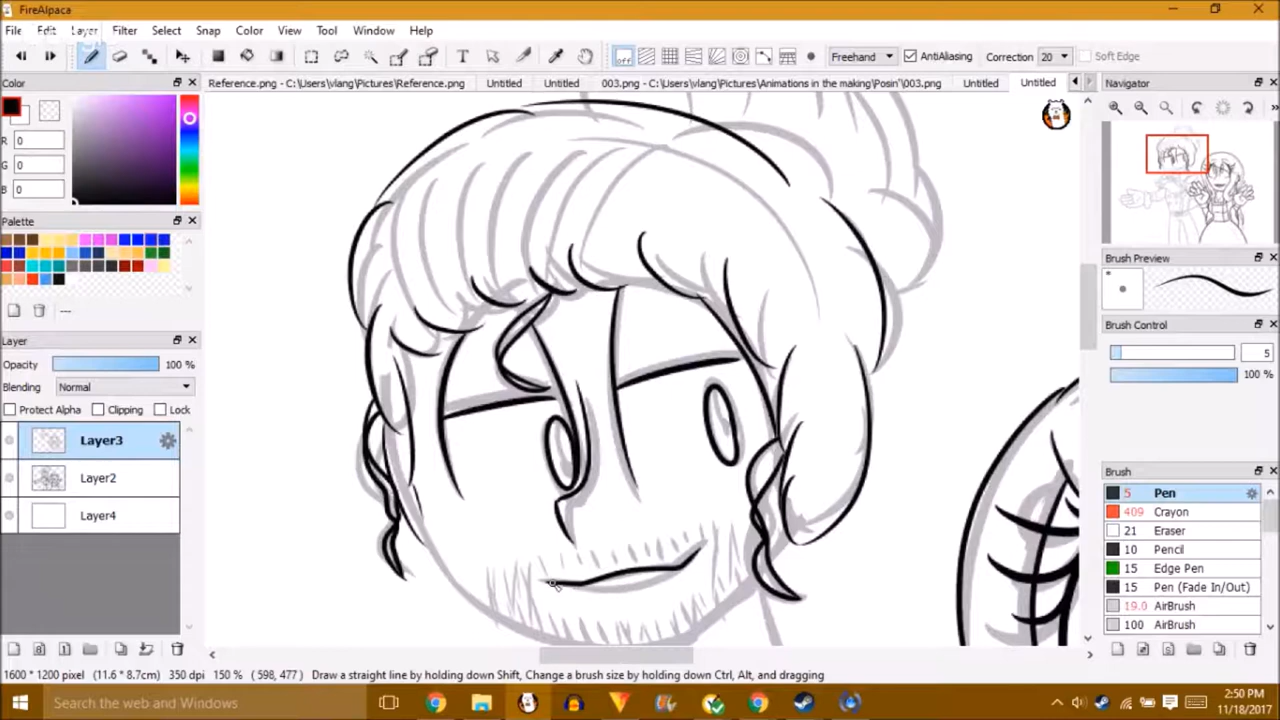 FireAlpaca
File Edit Layer Filter Select Snap Color View Tool Window Help
off Freehand AntiAliasing Correction 20 Soft Edge
Color
Reference.png - C:\Users\vlang\Pictures\Reference.png Untitled Untitled 003.png - C:\Users\vlang\Pictures\Animations in the making\Posin'\003.png Untitled Untitled
Navigator
R 0
G 0
B 0
Palette
---
Brush Preview
Brush Control
5
100 %
Layer
Opacity 100 %
Blending Normal
Protect Alpha Clipping Lock
Layer3
Layer2
Layer4
Brush
5 Pen
409 Crayon
21 Eraser
10 Pencil
15 Edge Pen
15 Pen (Fade In/Out)
19.0 AirBrush
100 AirBrush
1600 * 1200 pixel (11.6 * 8.7cm) 350 dpi 150 % ( 598, 477) Draw a straight line by holding down Shift, Change a brush size by holding down Ctrl, Alt, and dragging
Search the web and Windows
2:50 PM
11/18/2017